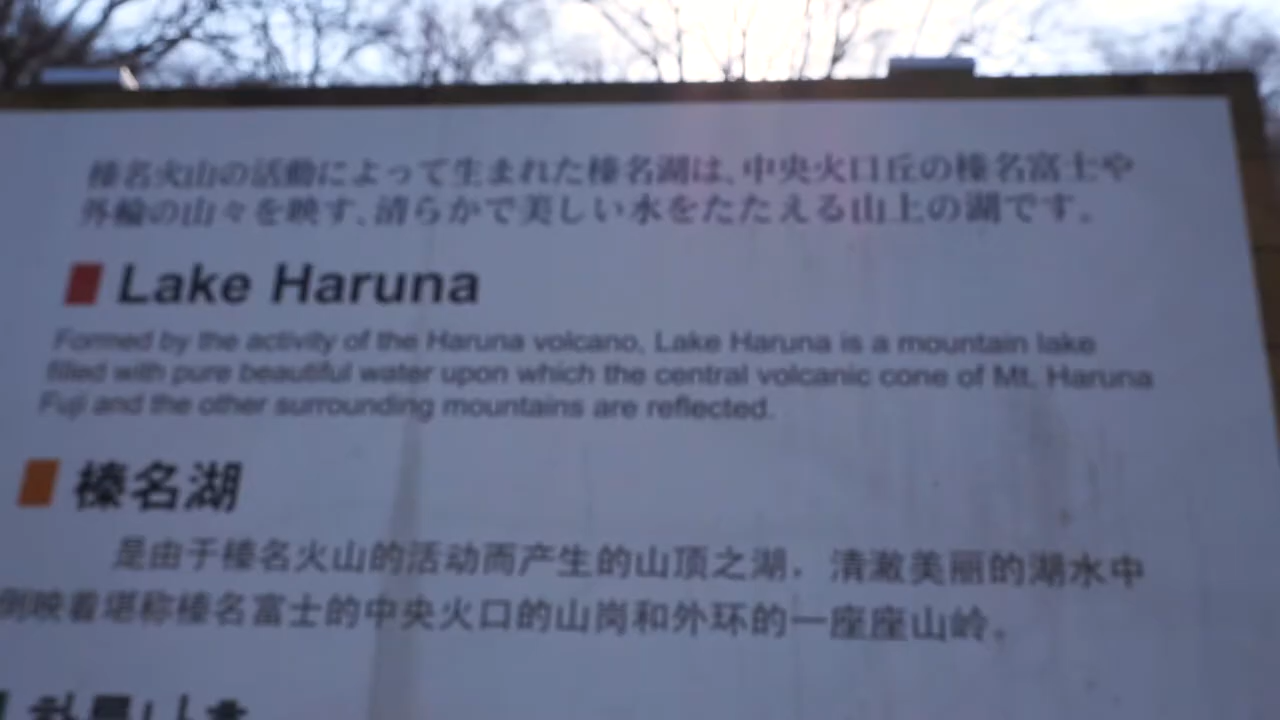 榛名火山の活動によって生まれた榛名湖は、中央火口丘の榛名富士や
外輪の山々を映す、清らかで美しい水をたたえる山上の湖です。
Lake Haruna
Formed by the activity of the Haruna volcano, Lake Haruna is a mountain lake
filled with pure beautiful water upon which the central volcanic cone of Mt. Haruna
Fuji and the other surrounding mountains are reflected.
榛名湖
是由于榛名火山的活动而产生的山顶之湖，清澈美丽的湖水中
倒映着堪称榛名富士的中央火口的山岗和外环的一座座山岭。